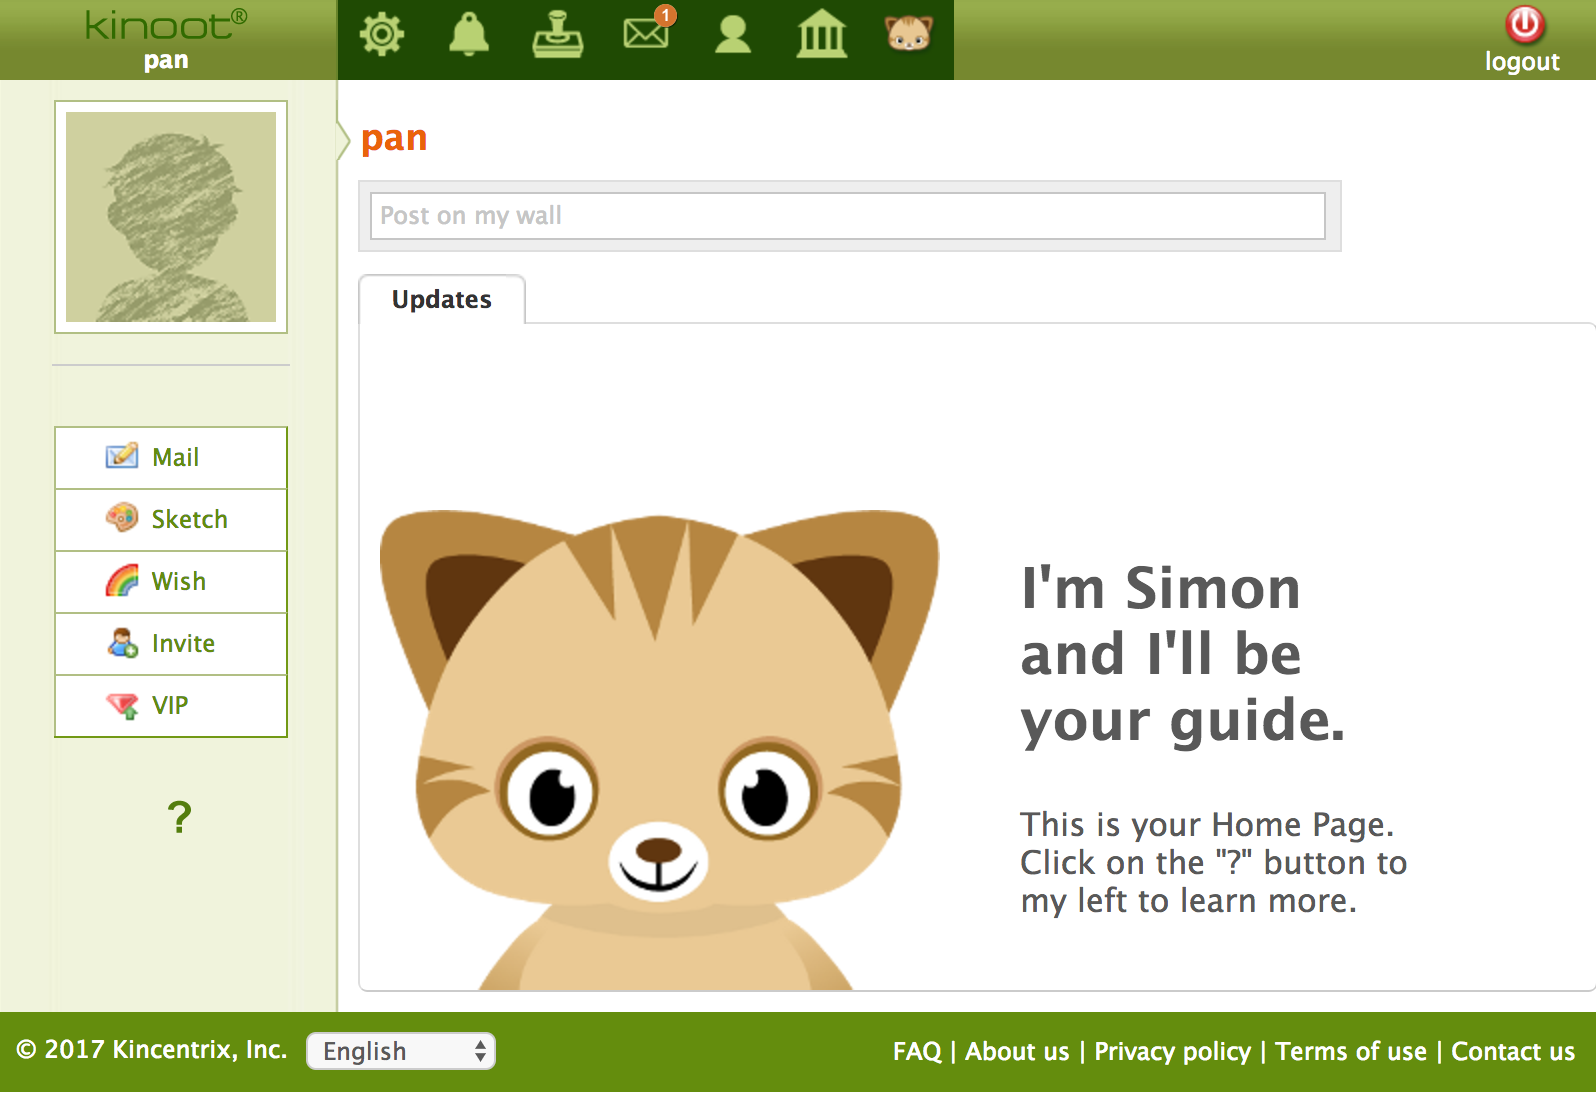 kinoot®
pan
1
logout
pan
Post on my wall
Updates
Mail
Sketch
Wish
Invite
VIP
?
I'm Simon
and I'll be
your guide.
This is your Home Page.
Click on the "?" button to
my left to learn more.
© 2017 Kincentrix, Inc.
English
FAQ | About us | Privacy policy | Terms of use | Contact us